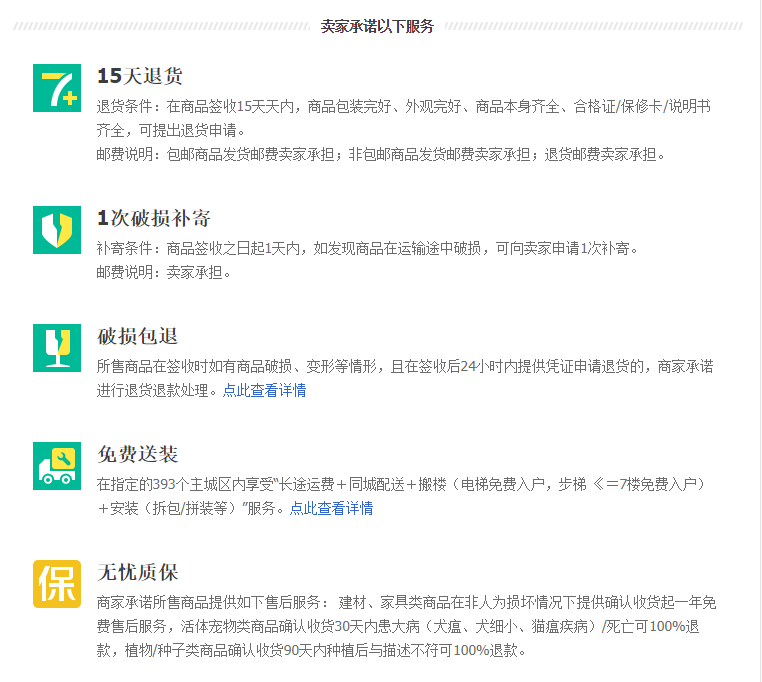 卖家承诺以下服务
7+
15天退货
退货条件：在商品签收15天天内，商品包装完好、外观完好、商品本身齐全、合格证/保修卡/说明书
齐全，可提出退货申请。
邮费说明：包邮商品发货邮费卖家承担；非包邮商品发货邮费卖家承担；退货邮费卖家承担。
1次破损补寄
补寄条件：商品签收之日起1天内，如发现商品在运输途中破损，可向卖家申请1次补寄。
邮费说明：卖家承担。
破损包退
所售商品在签收时如有商品破损、变形等情形，且在签收后24小时内提供凭证申请退货的，商家承诺
进行退货退款处理。点此查看详情
免费送装
在指定的393个主城区内享受“长途运费＋同城配送＋搬楼（电梯免费入户，步梯《＝7楼免费入户）
＋安装（拆包/拼装等）”服务。点此查看详情
保
无忧质保
商家承诺所售商品提供如下售后服务： 建材、家具类商品在非人为损坏情况下提供确认收货起一年免
费售后服务，活体宠物类商品确认收货30天内患大病（犬瘟、犬细小、猫瘟疾病）/死亡可100%退
款，植物/种子类商品确认收货90天内种植后与描述不符可100%退款。